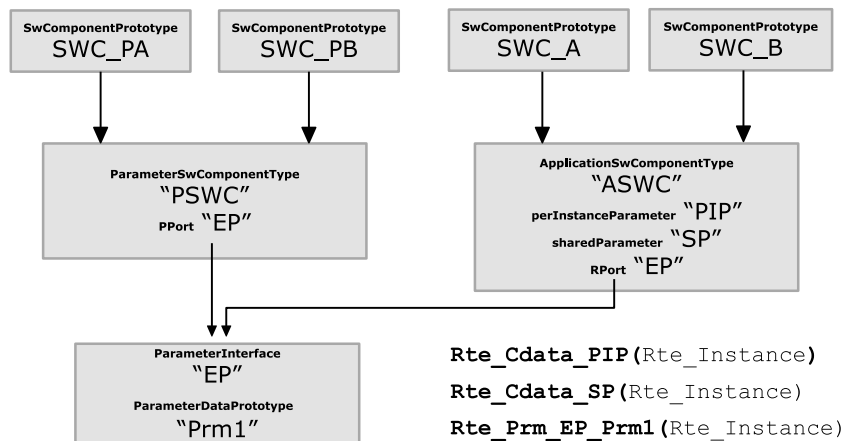 SwComponentPrototype
SWC_PA
SwComponentPrototype
SWC_PB
SwComponentPrototype
SWC_A
SwComponentPrototype
SWC_B
ParameterSwComponentType
“PSWC”
PPort “EP”
ApplicationSwComponentType
“ASWC”
perInstanceParameter “PIP”
sharedParameter “SP”
RPort “EP”
ParameterInterface
“EP”
ParameterDataPrototype
“Prm1”
Rte_Cdata_PIP(Rte_Instance)
Rte_Cdata_SP(Rte_Instance)
Rte_Prm_EP_Prm1(Rte_Instance)